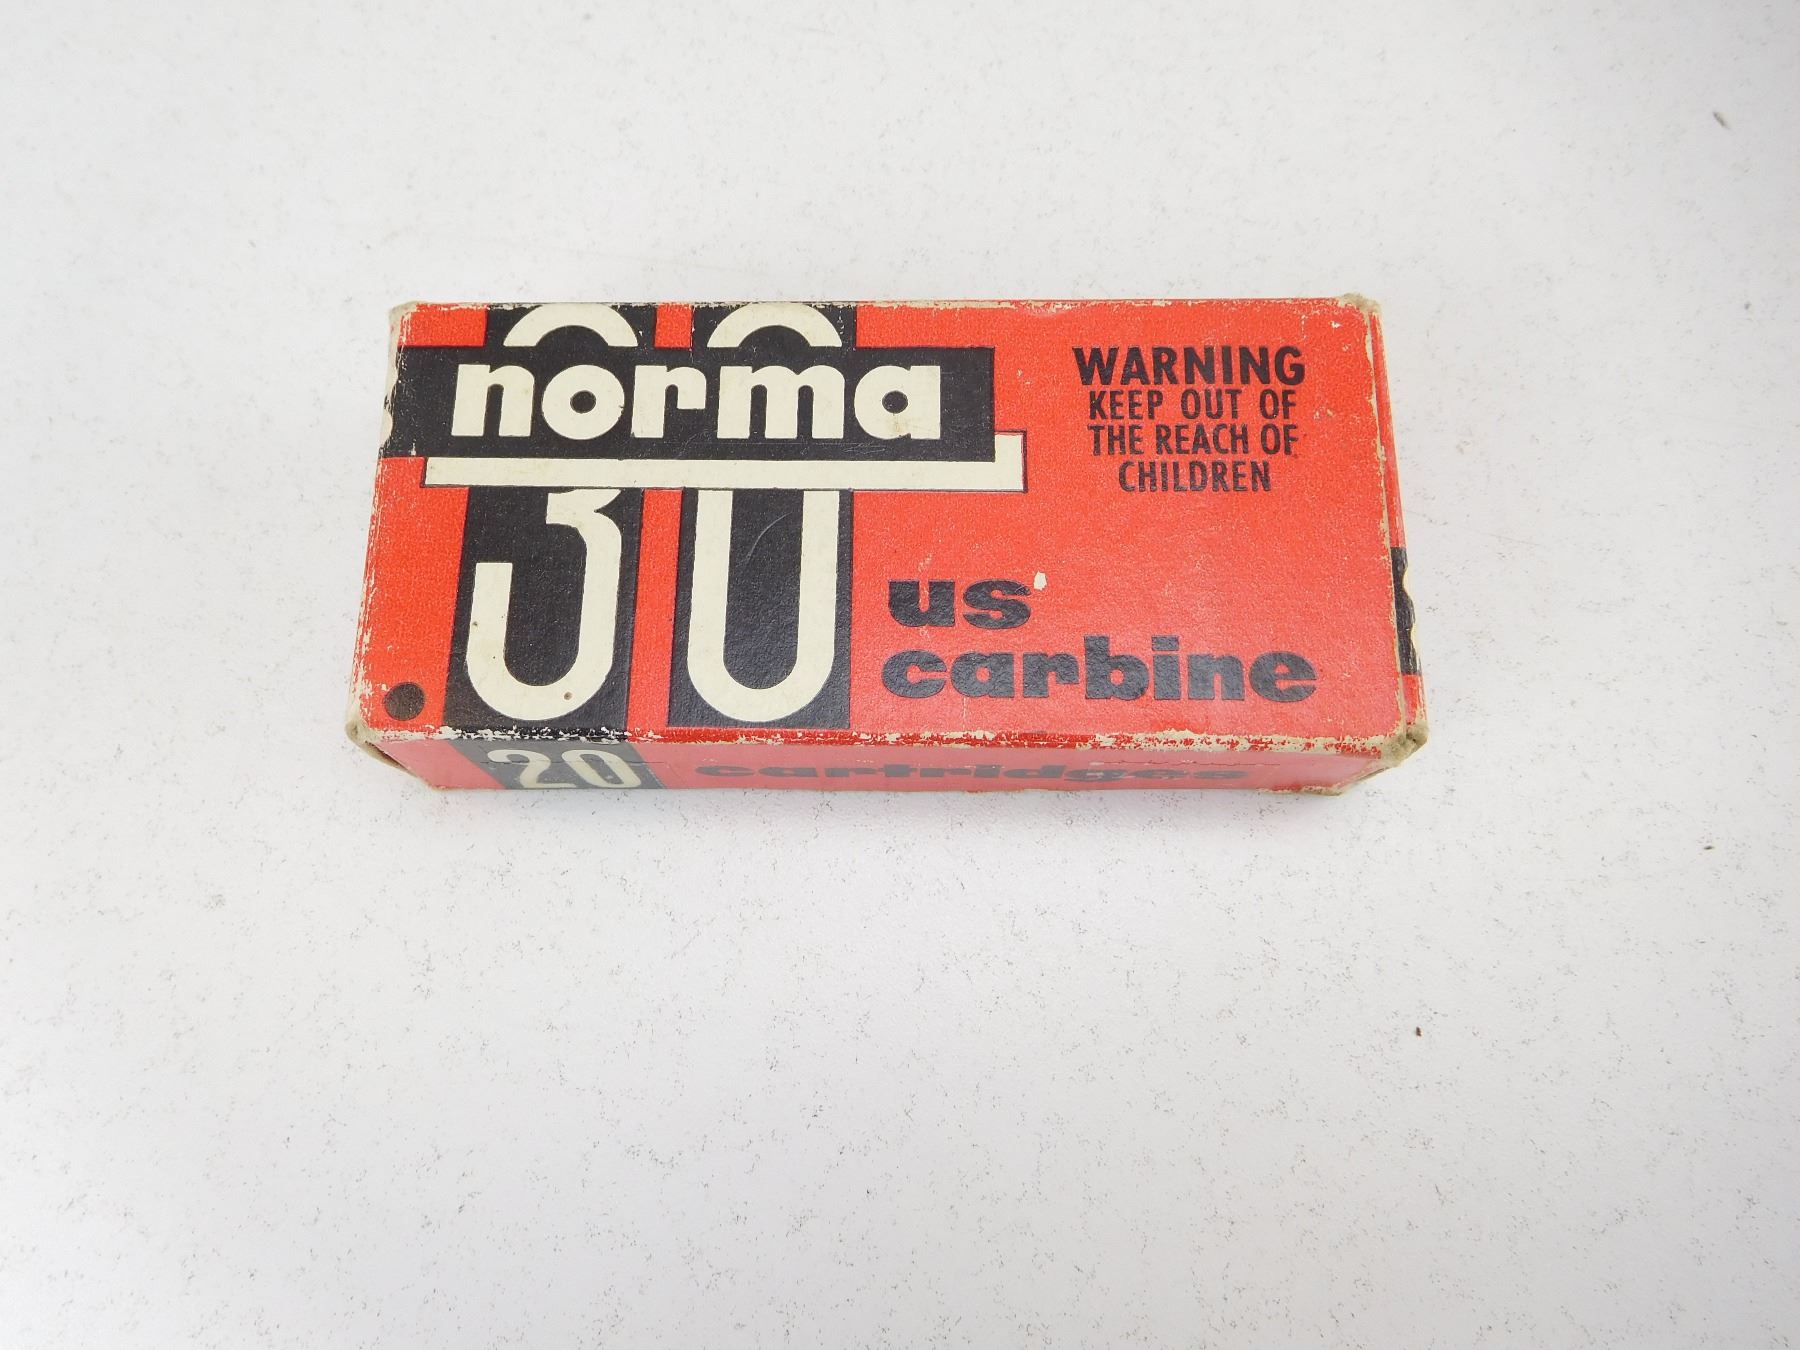 norma
30
WARNING
KEEP OUT OF
THE REACH OF
CHILDREN
us
carbine
20 cartridges